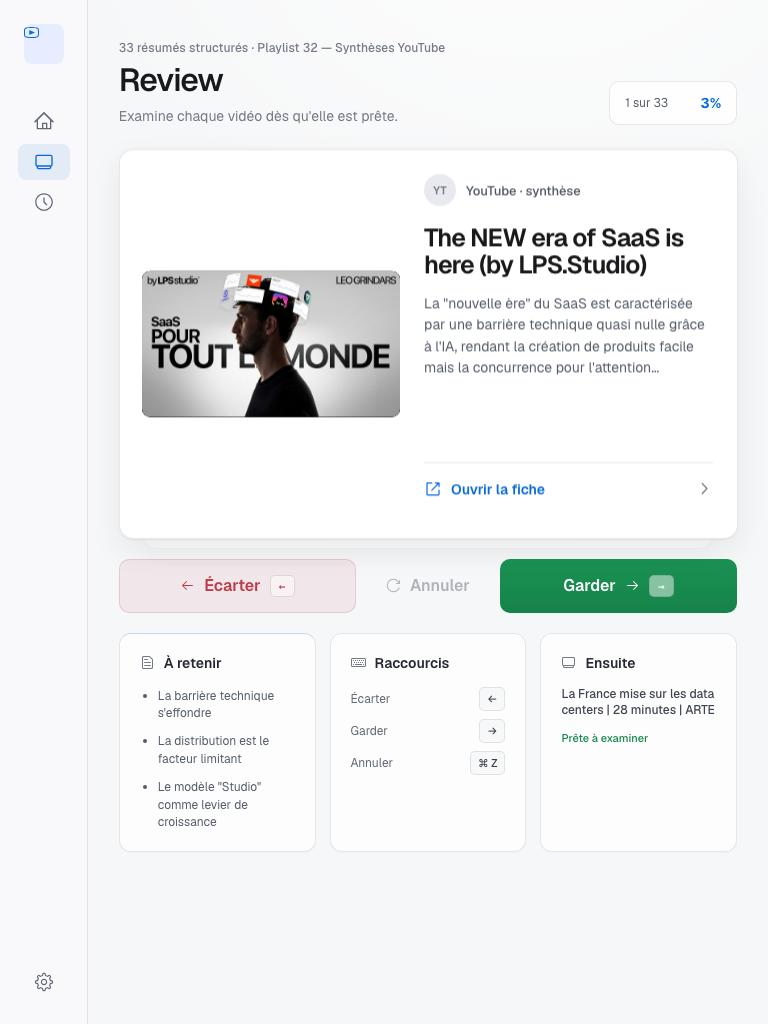 33 résumés structurés · Playlist 32 — Synthèses YouTube
Review
Examine chaque vidéo dès qu'elle est prête.
1 sur 33
3%
YT
YouTube · synthèse
The NEW era of SaaS is
here (by LPS.Studio)
La "nouvelle ère" du SaaS est caractérisée
par une barrière technique quasi nulle grâce
à l'IA, rendant la création de produits facile
mais la concurrence pour l'attention…
by LPS studio
LEO GRINDARS
SaaS
POUR
TOUT LE MONDE
Ouvrir la fiche
← Écarter ←
Annuler
Garder → →
À retenir
• La barrière technique
s'effondre
• La distribution est le
facteur limitant
• Le modèle "Studio"
comme levier de
croissance
Raccourcis
Écarter ←
Garder →
Annuler ⌘ Z
Ensuite
La France mise sur les data
centers | 28 minutes | ARTE
Prête à examiner